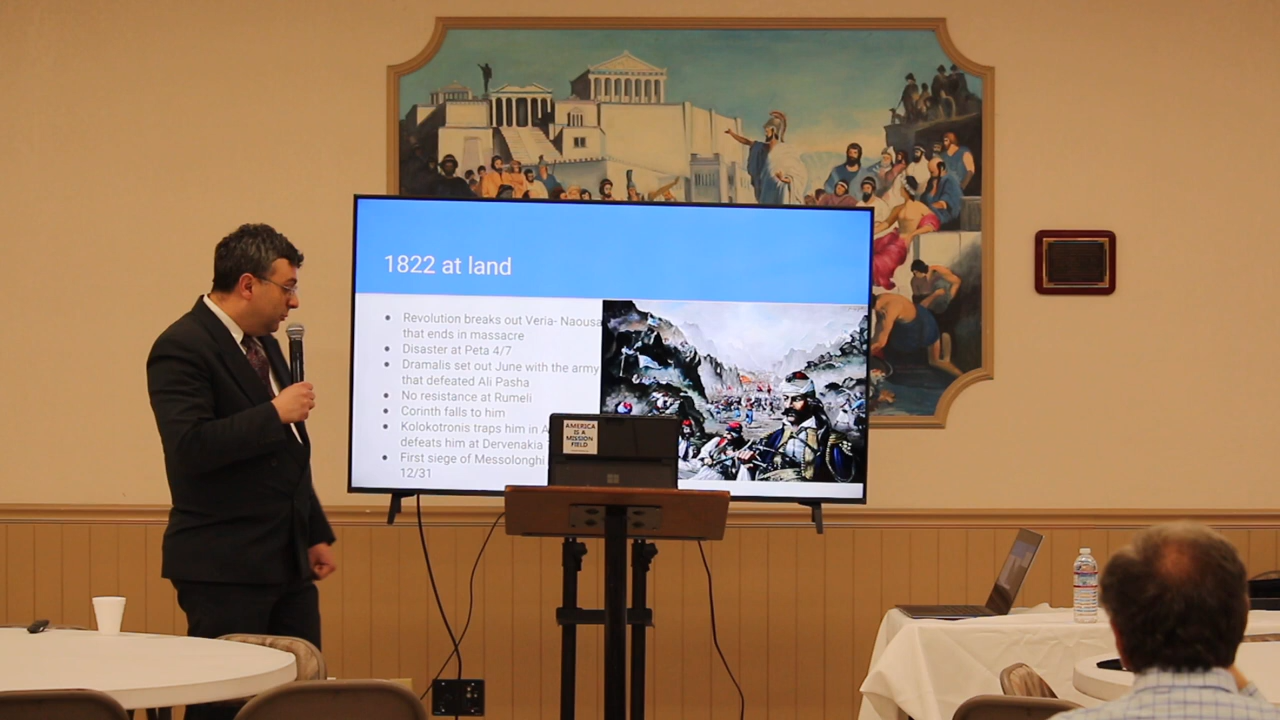 1822 at land
Revolution breaks out Veria- Naousa
that ends in massacre
Disaster at Peta 4/7
Dramalis set out June with the army
that defeated Ali Pasha
No resistance at Rumeli
Corinth falls to him
Kolokotronis traps him in A
defeats him at Dervenakia
First siege of Messolonghi
12/31
AMERICA
IS A
MISSION
FIELD